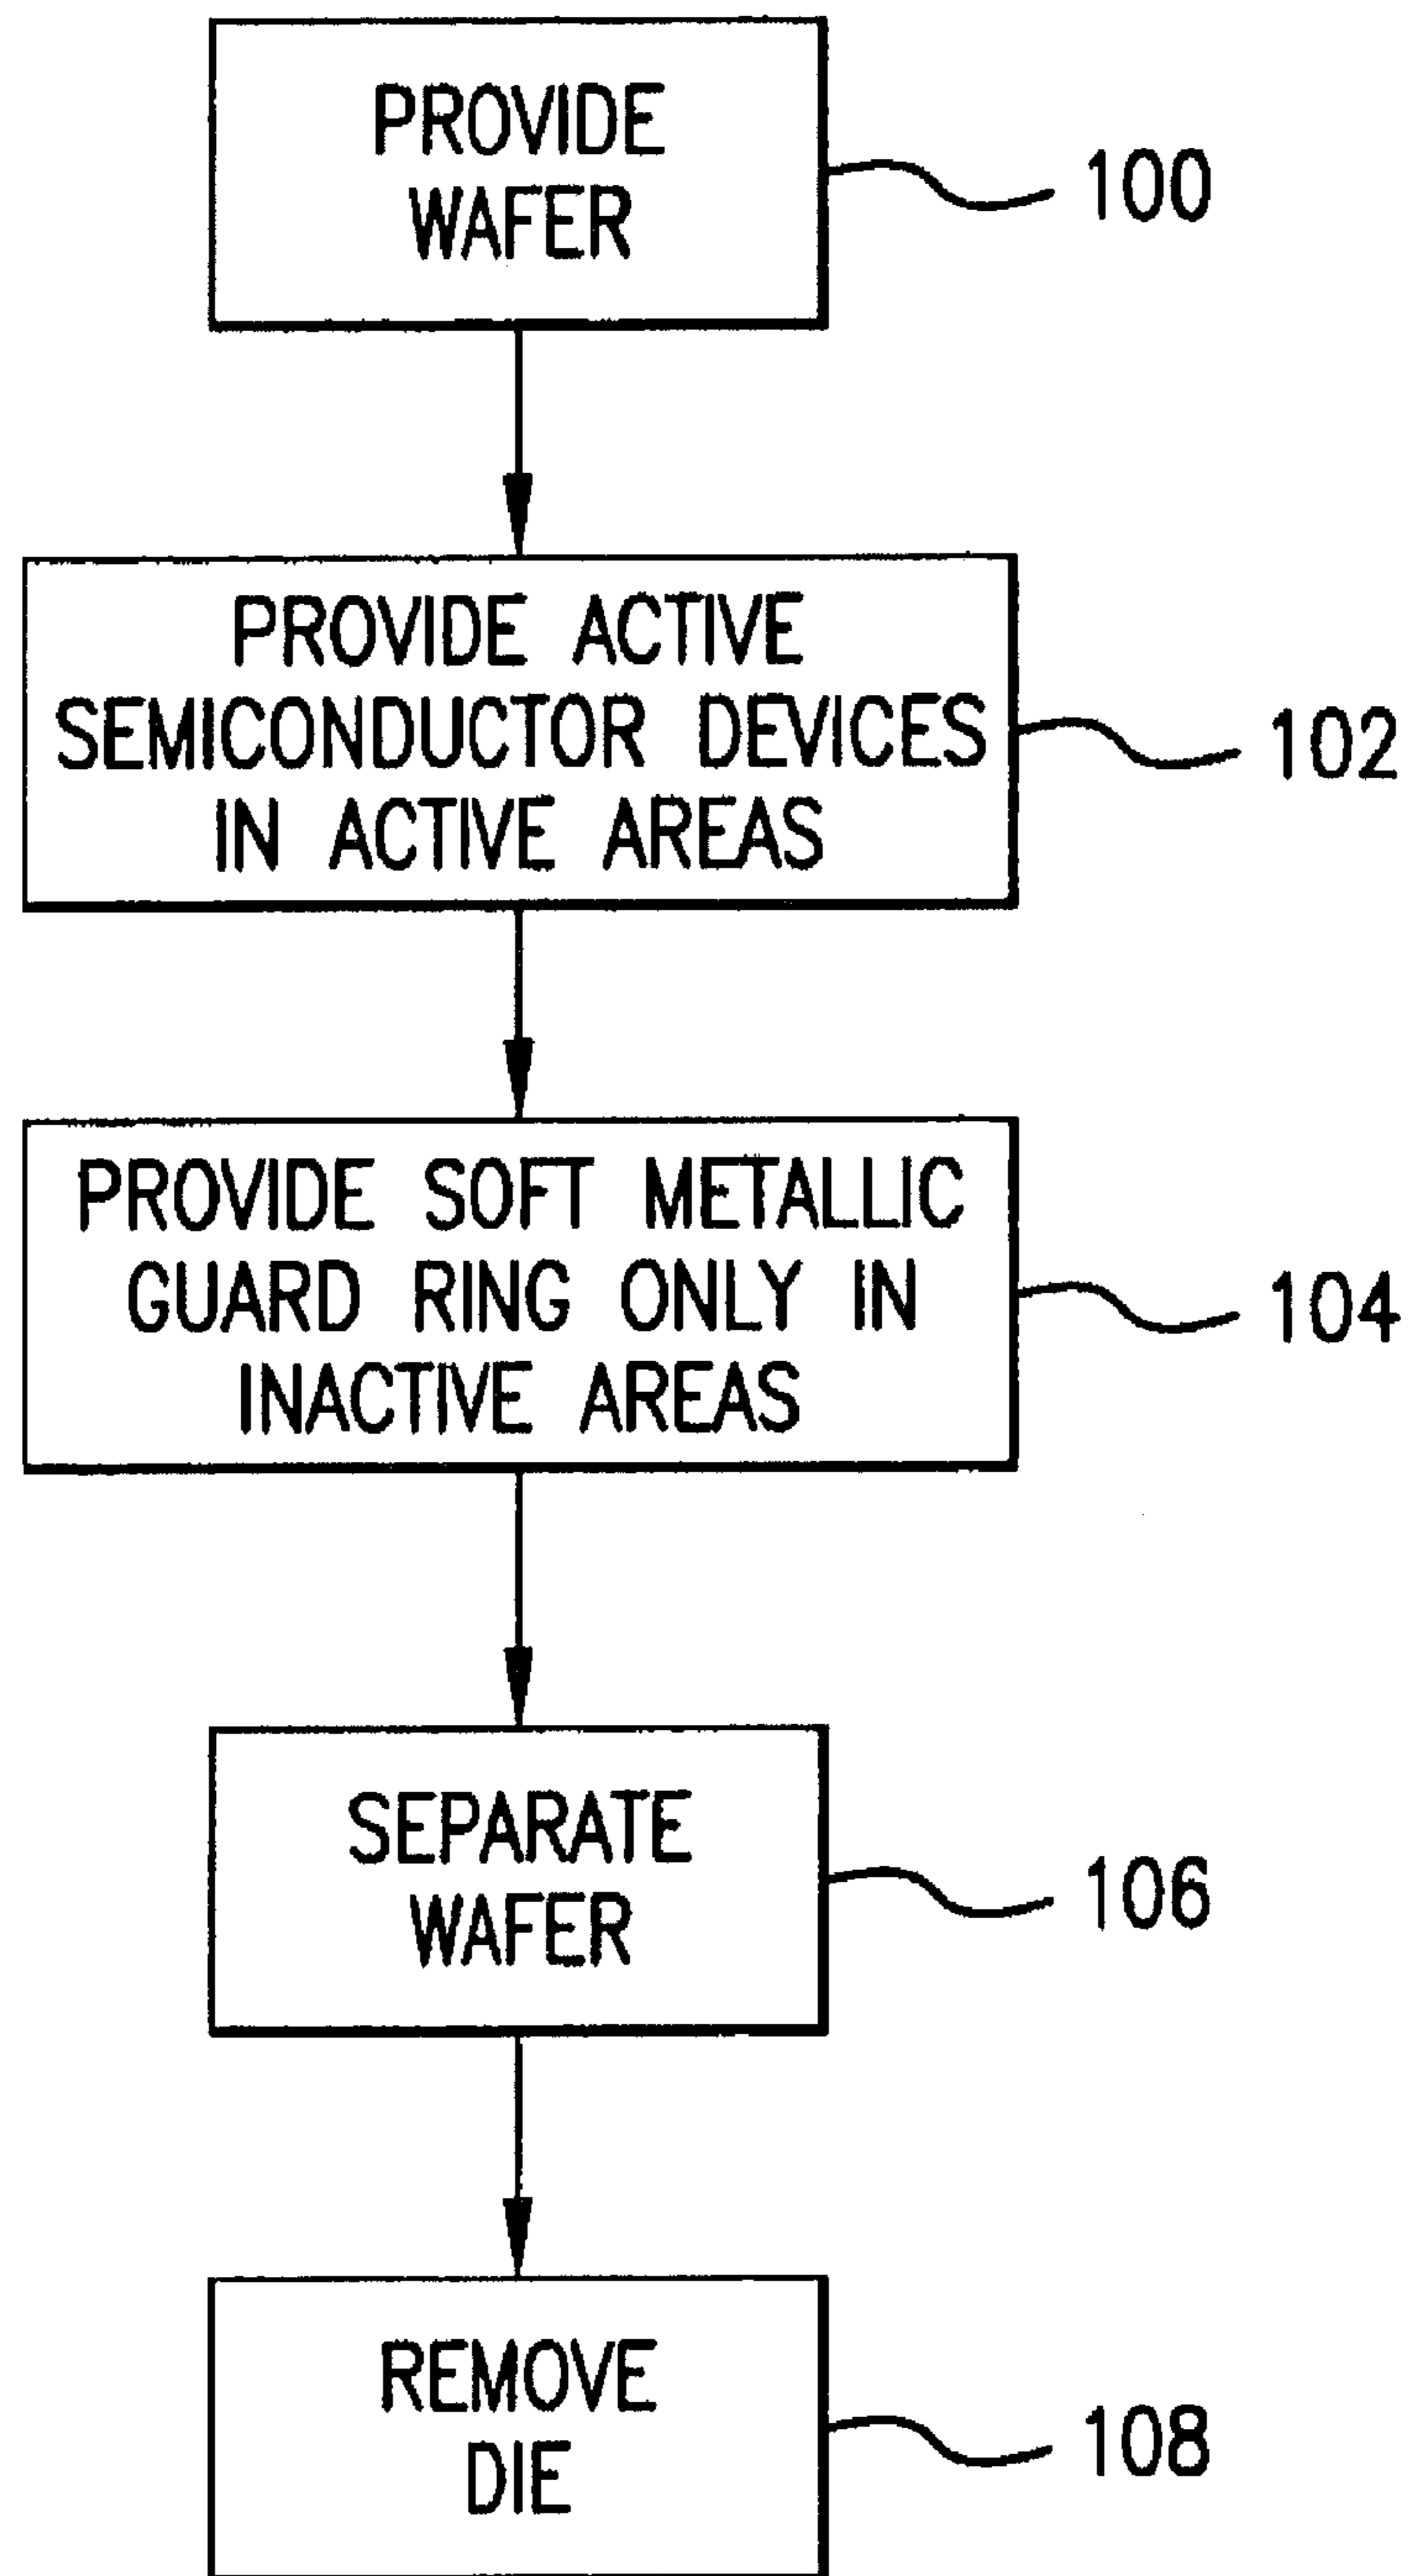 PROVIDE
WAFER
100
PROVIDE ACTIVE
SEMICONDUCTOR DEVICES
IN ACTIVE AREAS
102
PROVIDE SOFT METALLIC
GUARD RING ONLY IN
INACTIVE AREAS
104
SEPARATE
WAFER
106
REMOVE
DIE
108